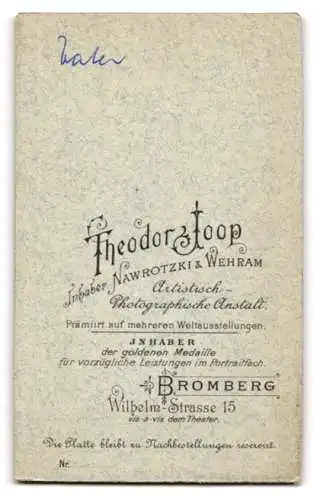 Vater
Theodor Joop
Inhaber NAWROTZKI & WEHRAM
Artistisch-
Photographische Anstalt.
Prämiirt auf mehreren Weltausstellungen.
JNHABER
der goldenen Medaille
für vorzügliche Leistungen im Portraitfach.
BROMBERG
Wilhelm-Strasse 15
vis-à-vis dem Theater.
Die Platte bleibt zu Nachbestellungen reservirt.
Nr.